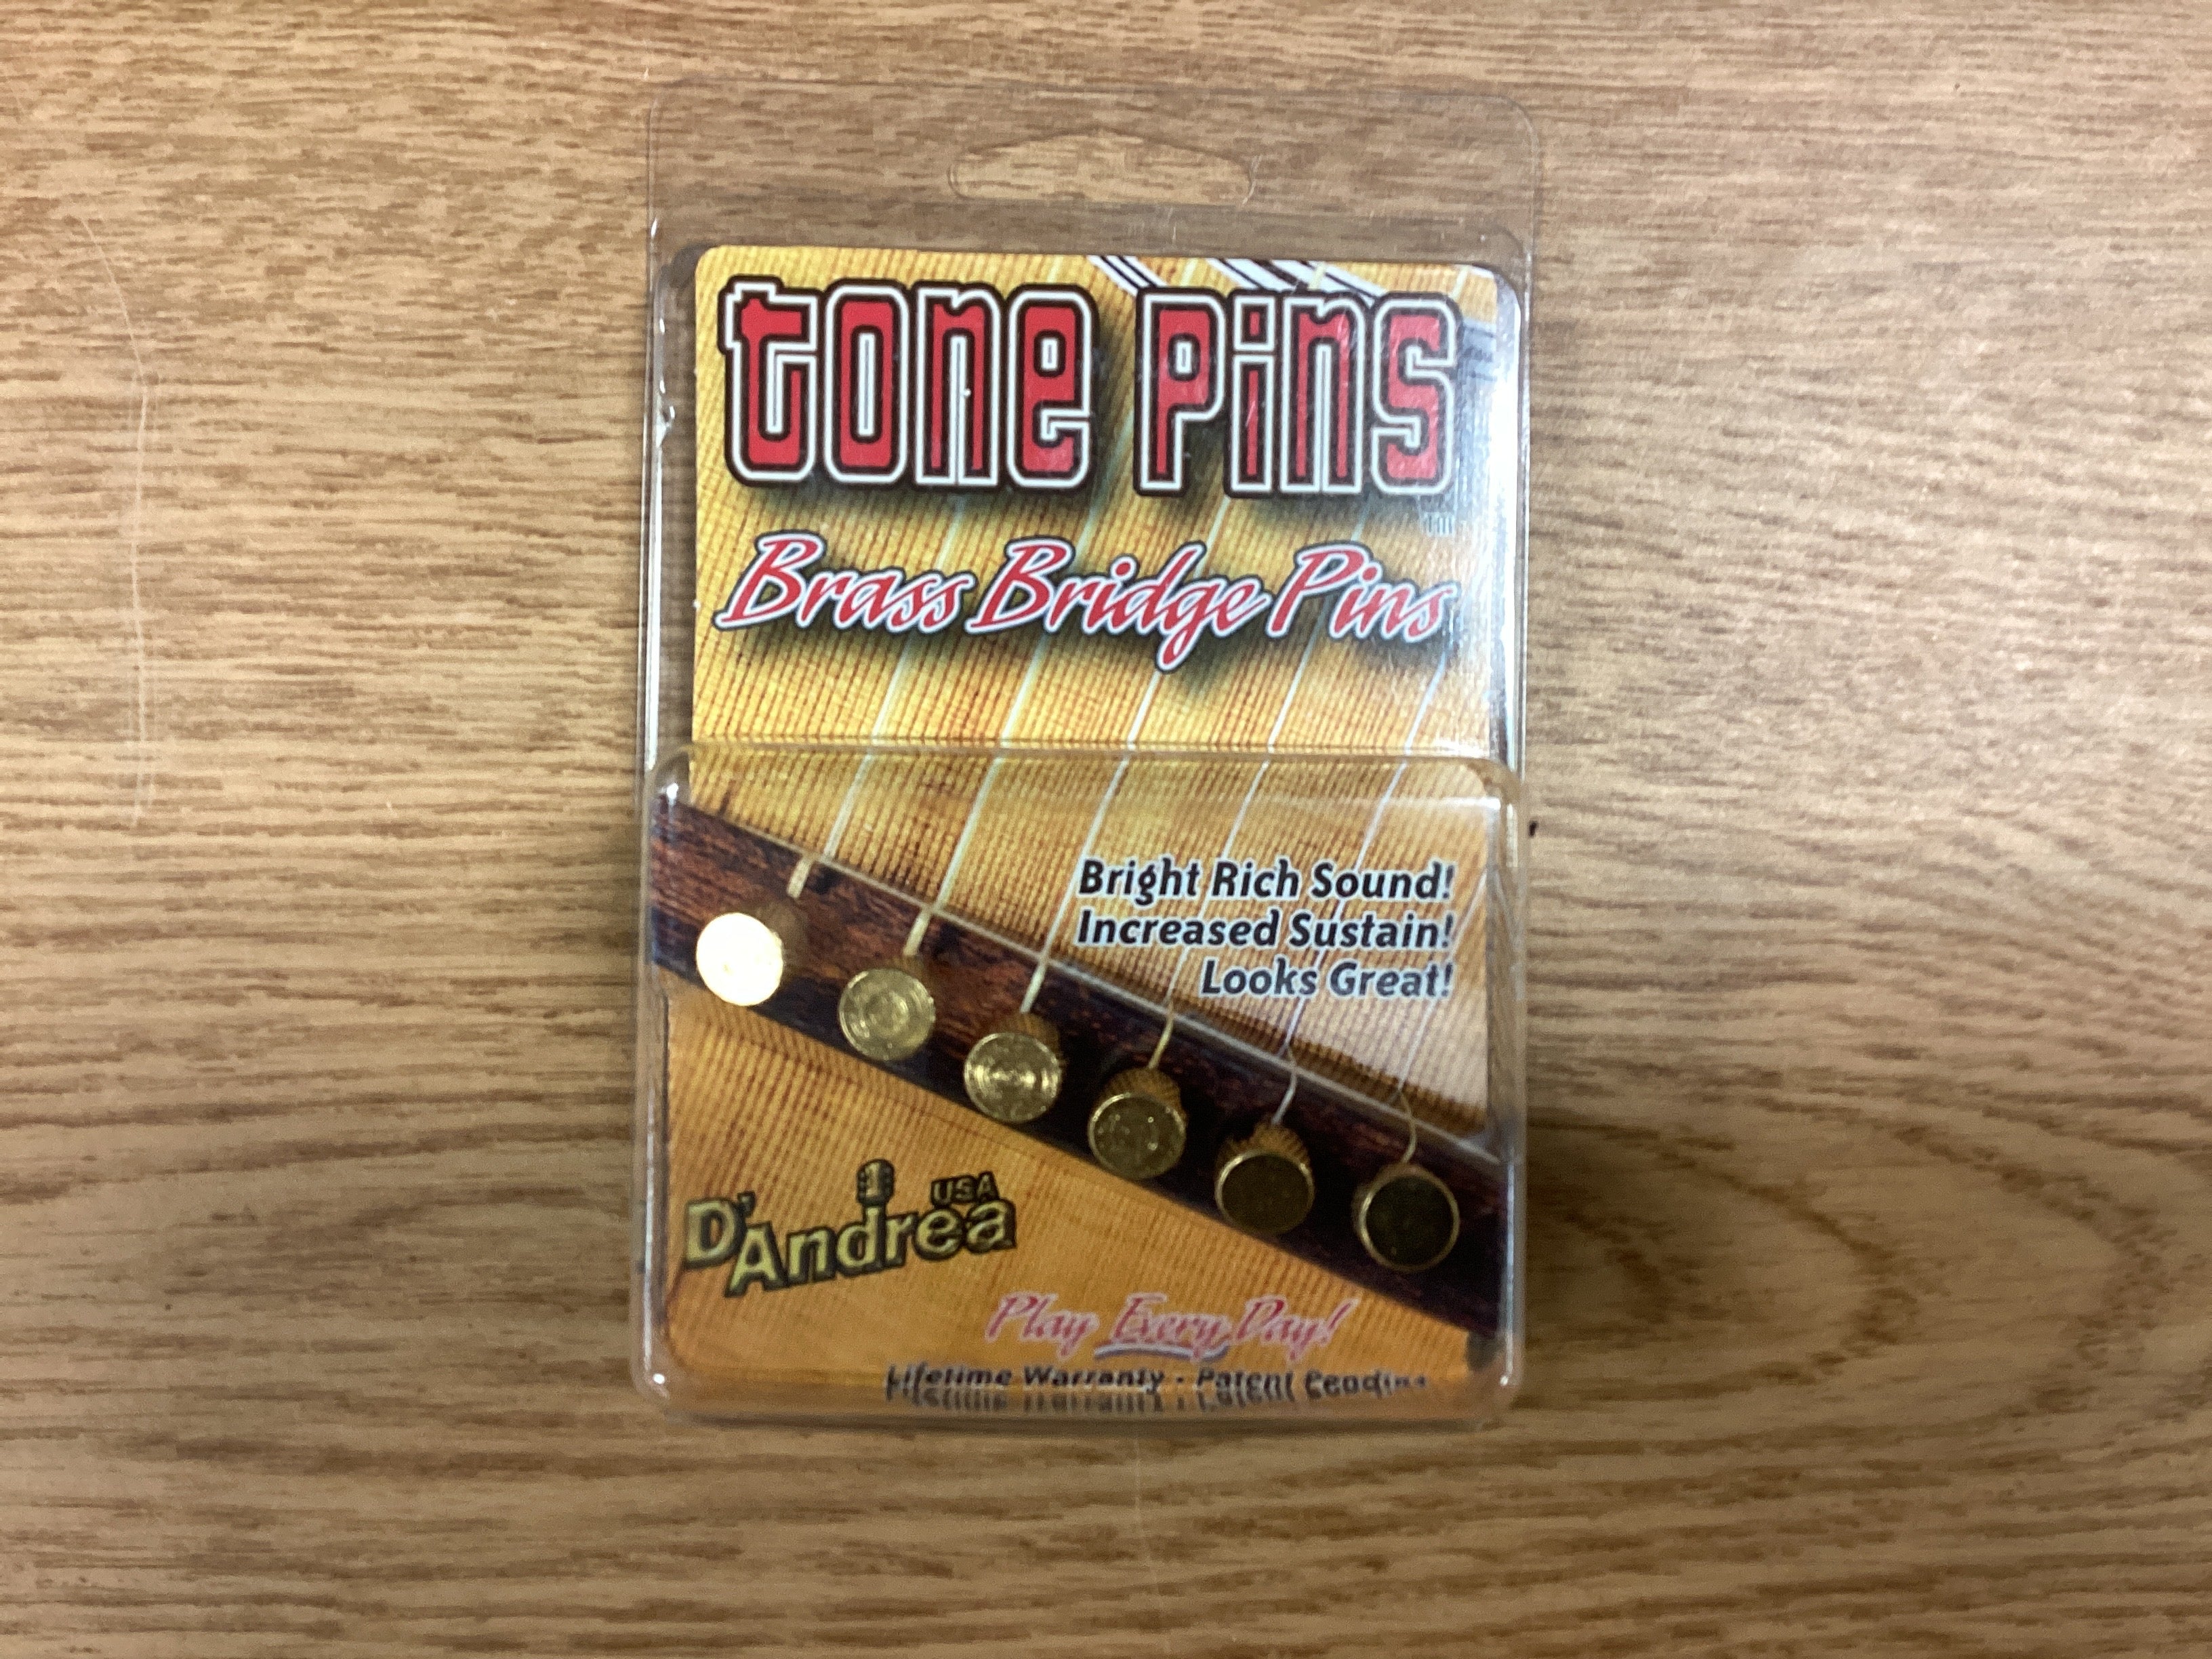 tone pins
TM
Brass Bridge Pins
Bright Rich Sound!
Increased Sustain!
Looks Great!
D'Andrea USA
Play Every Day!
Lifetime Warranty - Patent Pending